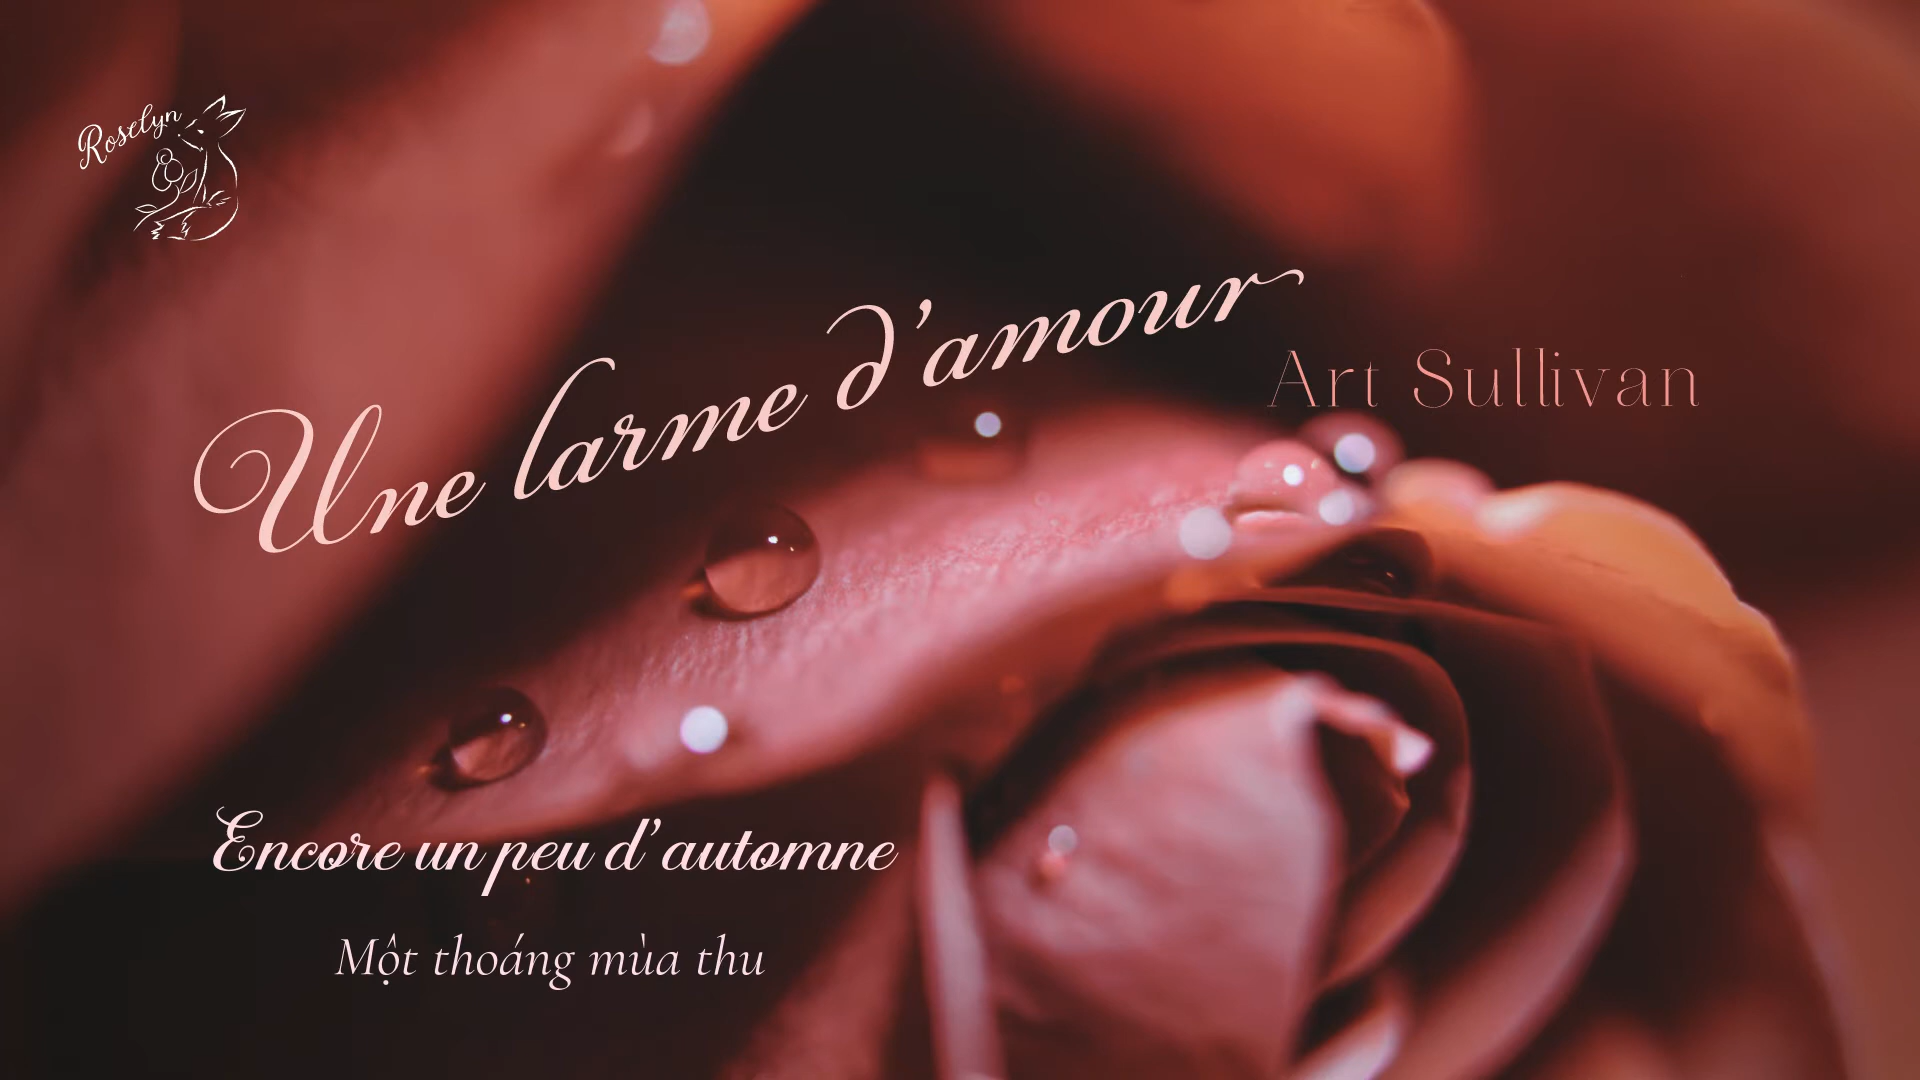 Roselyn
Une larme d'amour
Art Sullivan
Encore un peu d'automne
Một thoáng mùa thu